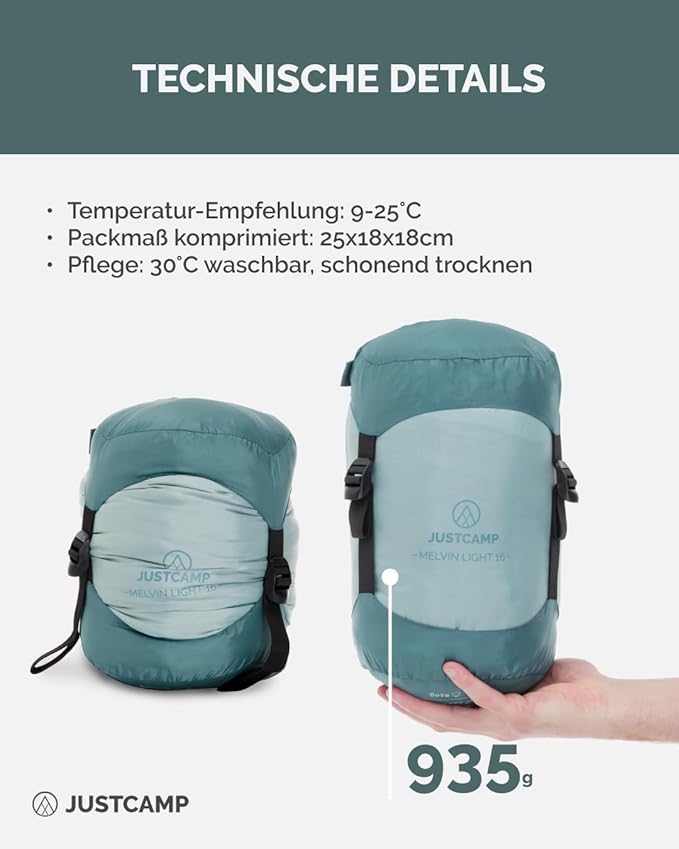 TECHNISCHE DETAILS
• Temperatur-Empfehlung: 9-25°C
• Packmaß komprimiert: 25x18x18cm
• Pflege: 30°C waschbar, schonend trocknen
JUSTCAMP
~MELVIN LIGHT 16~
JUSTCAMP
~MELVIN LIGHT 16~
935g
JUSTCAMP